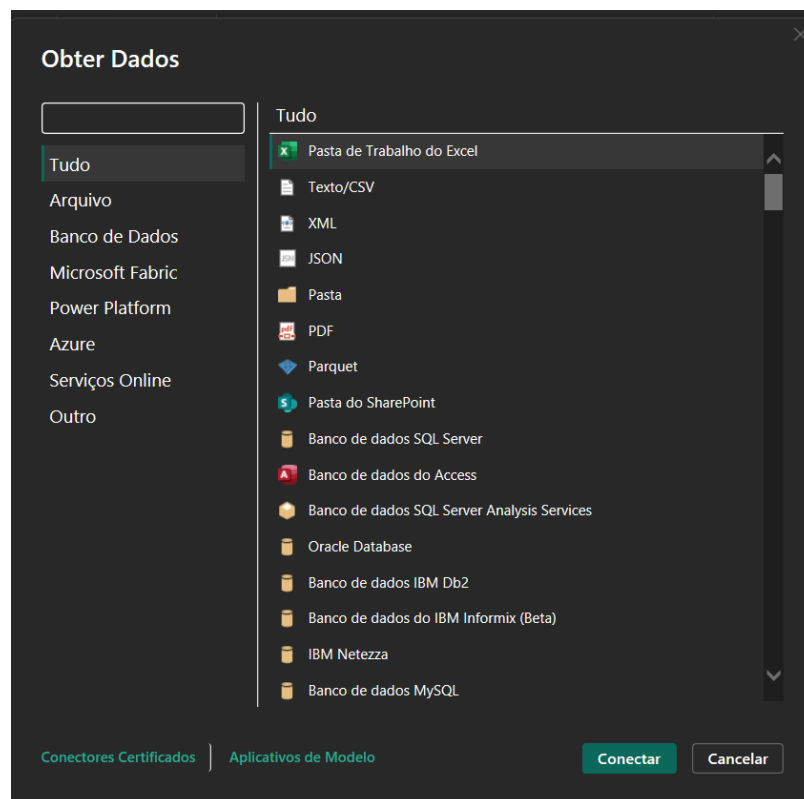 Obter Dados
Tudo
Arquivo
Banco de Dados
Microsoft Fabric
Power Platform
Azure
Serviços Online
Outro
Tudo
Pasta de Trabalho do Excel
Texto/CSV
XML
JSON
Pasta
PDF
Parquet
Pasta do SharePoint
Banco de dados SQL Server
Banco de dados do Access
Banco de dados SQL Server Analysis Services
Oracle Database
Banco de dados IBM Db2
Banco de dados do IBM Informix (Beta)
IBM Netezza
Banco de dados MySQL
Conectores Certificados
Aplicativos de Modelo
Conectar
Cancelar